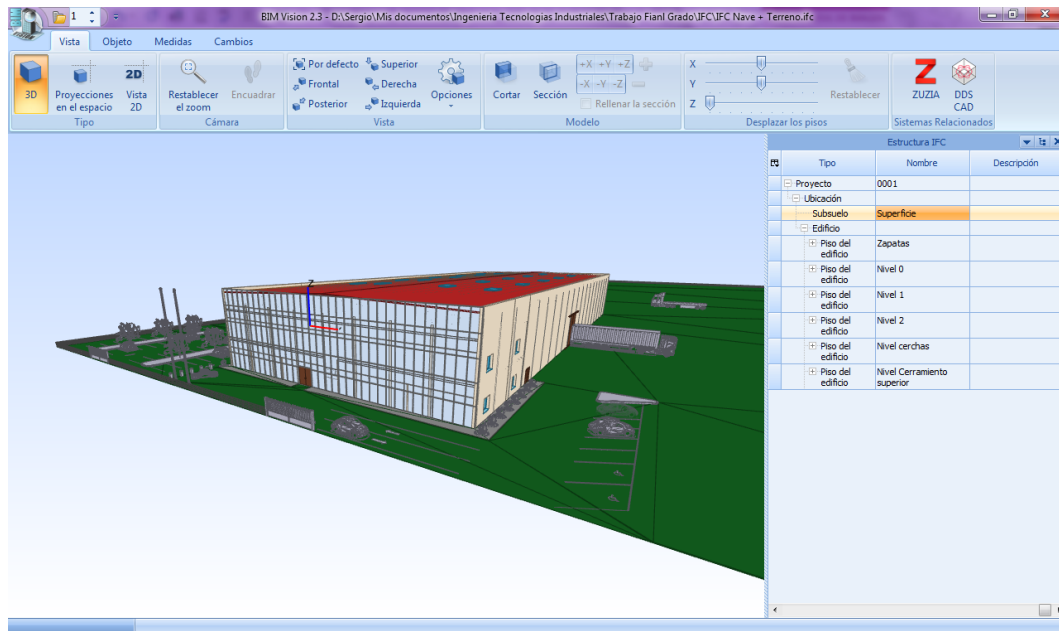 BIM
1
BIM Vision 2.3 - D:\Sergio\Mis documentos\Ingenieria Tecnologias Industriales\Trabajo Fianl Grado\IFC\IFC Nave + Terreno.ifc
Vista Objeto Medidas Cambios
3D
Proyecciones en el espacio
Vista 2D
Tipo
Restablecer el zoom
Encuadrar
Cámara
Por defecto Superior
Frontal Derecha
Posterior Izquierda
Opciones
Vista
Cortar
Sección
+X +Y +Z
-X -Y -Z
Rellenar la sección
Modelo
X
Y
Z
Restablecer
Desplazar los pisos
ZUZIA
DDS CAD
Sistemas Relacionados
Estructura IFC
Tipo Nombre Descripción
Proyecto 0001
Ubicación
Subsuelo Superficie
Edificio
Piso del edificio Zapatas
Piso del edificio Nivel 0
Piso del edificio Nivel 1
Piso del edificio Nivel 2
Piso del edificio Nivel cerchas
Piso del edificio Nivel Cerramiento superior
Z